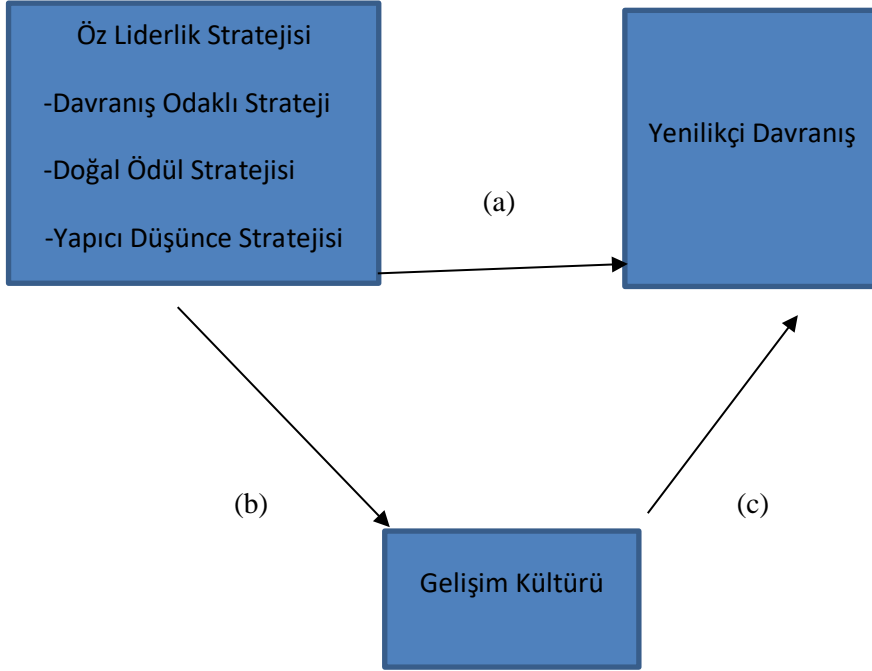 Öz Liderlik Stratejisi
-Davranış Odaklı Strateji
-Doğal Ödül Stratejisi
-Yapıcı Düşünce Stratejisi
(a)
Yenilikçi Davranış
(b)
(c)
Gelişim Kültürü